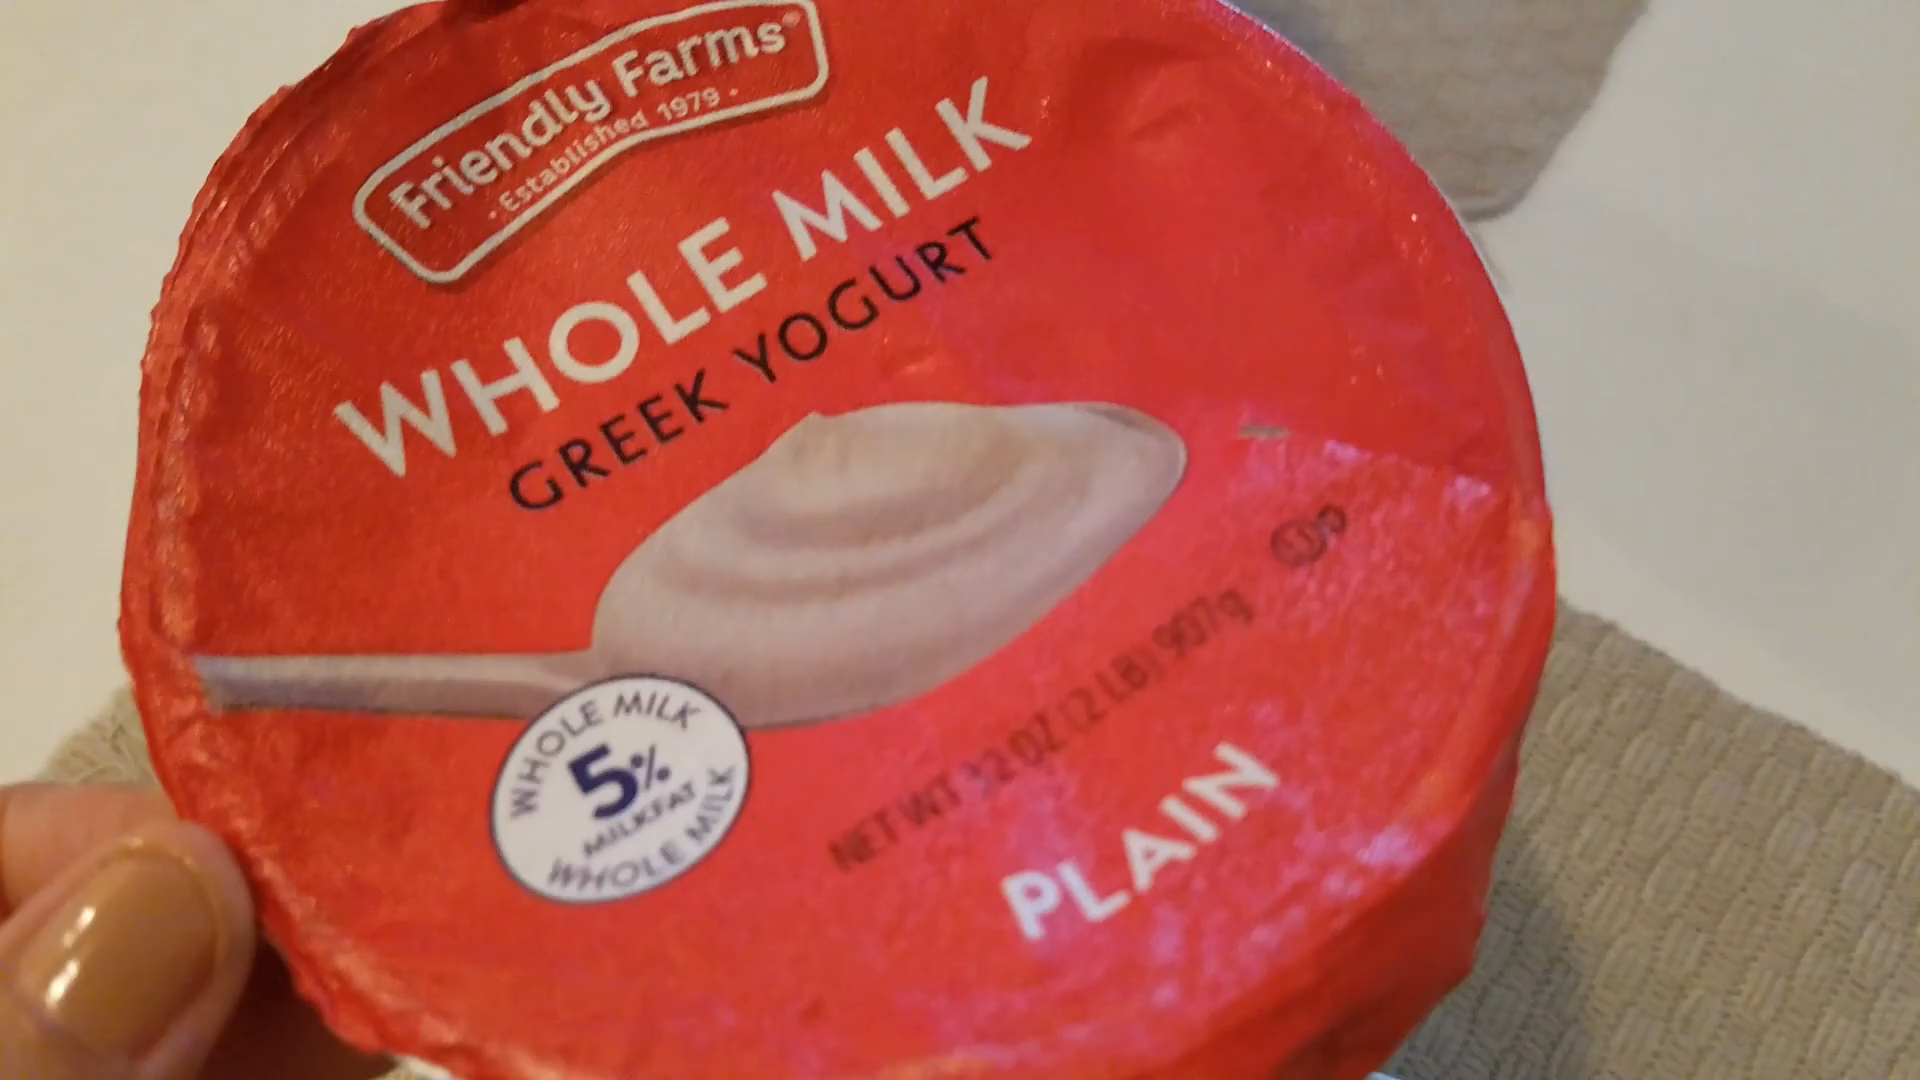 Friendly Farms®
· Established 1979 ·
WHOLE MILK
GREEK YOGURT
WHOLE MILK
5%
MILKFAT
WHOLE MILK
NET WT 32 OZ (2 LB) 907g
PLAIN